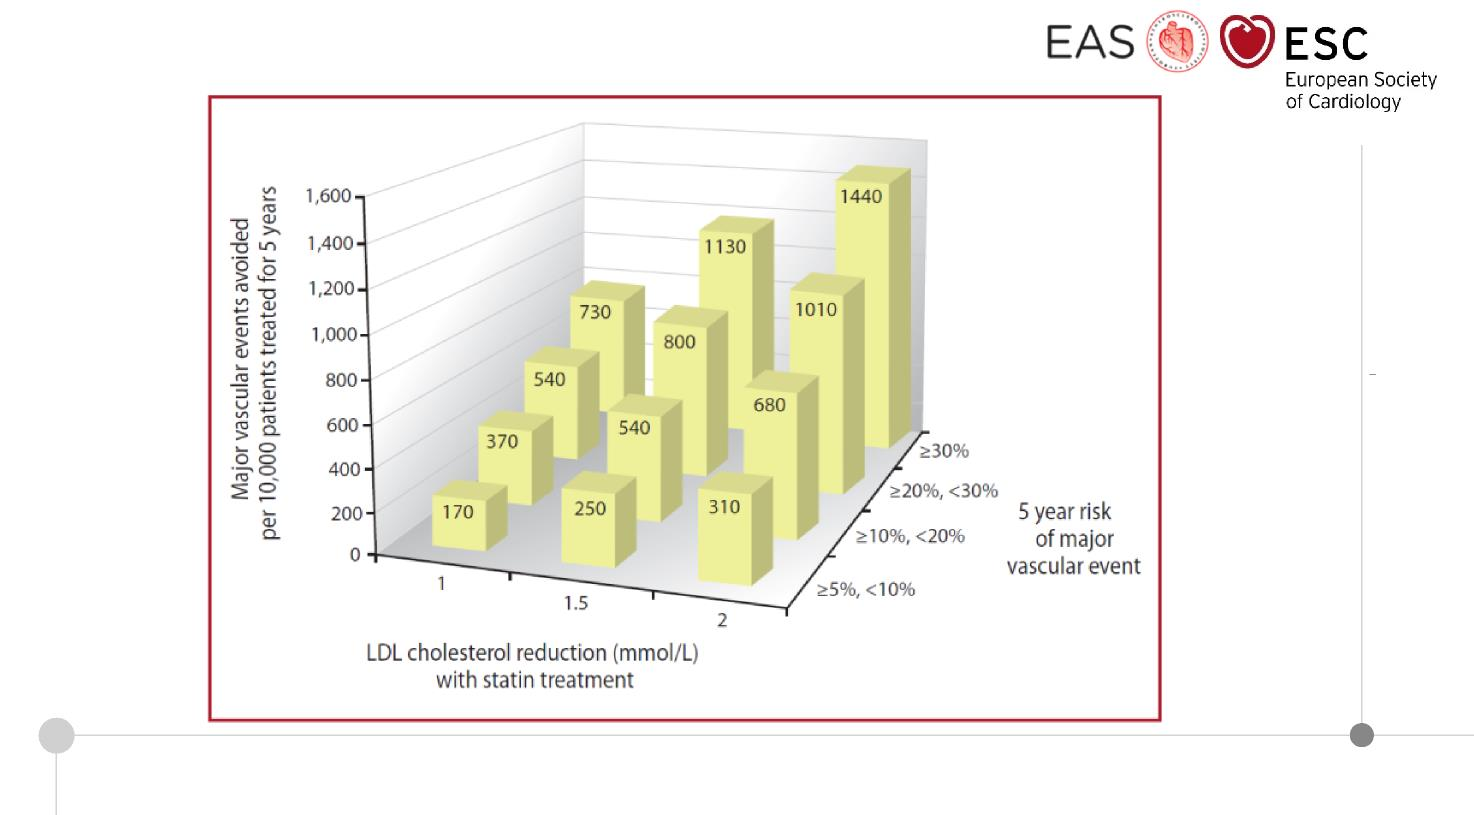 EAS
ESC
European Society
of Cardiology
Major vascular events avoided
per 10,000 patients treated for 5 years
1,600
1,400
1,200
1,000
800
600
400
200
0
1440
1130
730
1010
800
540
680
540
370
310
250
170
≥30%
≥20%, <30%
≥10%, <20%
≥5%, <10%
5 year risk
of major
vascular event
1
1.5
2
LDL cholesterol reduction (mmol/L)
with statin treatment